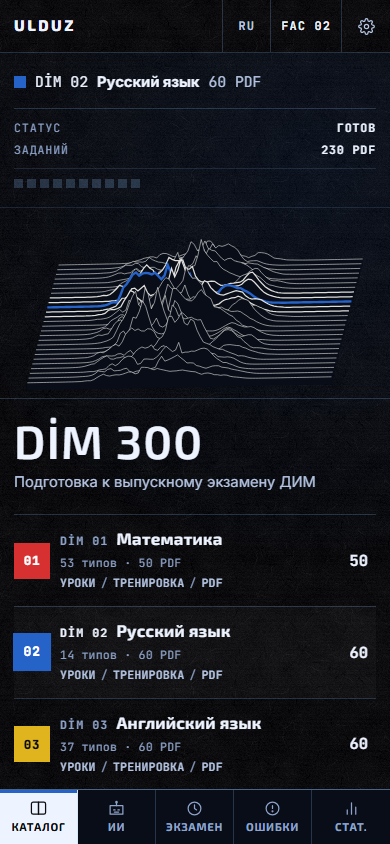 ULDUZ RU FAC 02
DİM 02 Русский язык 60 PDF
СТАТУС ГОТОВ
ЗАДАНИЙ 230 PDF
DİM 300
Подготовка к выпускному экзамену ДИМ
01 DİM 01 Математика
53 типов · 50 PDF 50
УРОКИ / ТРЕНИРОВКА / PDF
02 DİM 02 Русский язык
14 типов · 60 PDF 60
УРОКИ / ТРЕНИРОВКА / PDF
03 DİM 03 Английский язык
37 типов · 60 PDF 60
УРОКИ / ТРЕНИРОВКА / PDF
КАТАЛОГ ИИ ЭКЗАМЕН ОШИБКИ СТАТ.